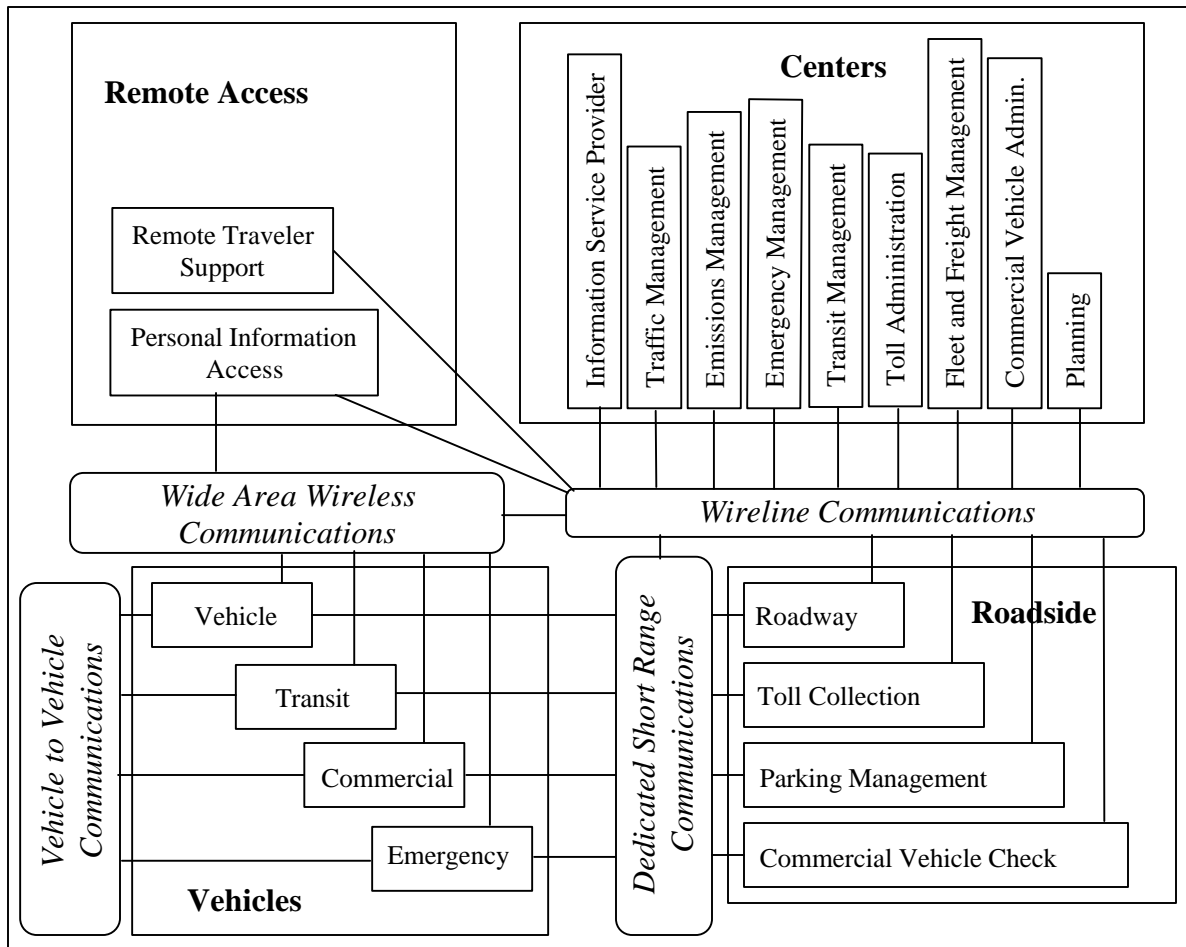 Remote Access
Remote Traveler
Support
Personal Information
Access
Centers
Information Service Provider
Traffic Management
Emissions Management
Emergency Management
Transit Management
Toll Administration
Fleet and Freight Management
Commercial Vehicle Admin.
Planning
Wide Area Wireless
Communications
Wireline Communications
Vehicle to Vehicle
Communications
Vehicle
Transit
Commercial
Emergency
Vehicles
Dedicated Short Range
Communications
Roadside
Roadway
Toll Collection
Parking Management
Commercial Vehicle Check